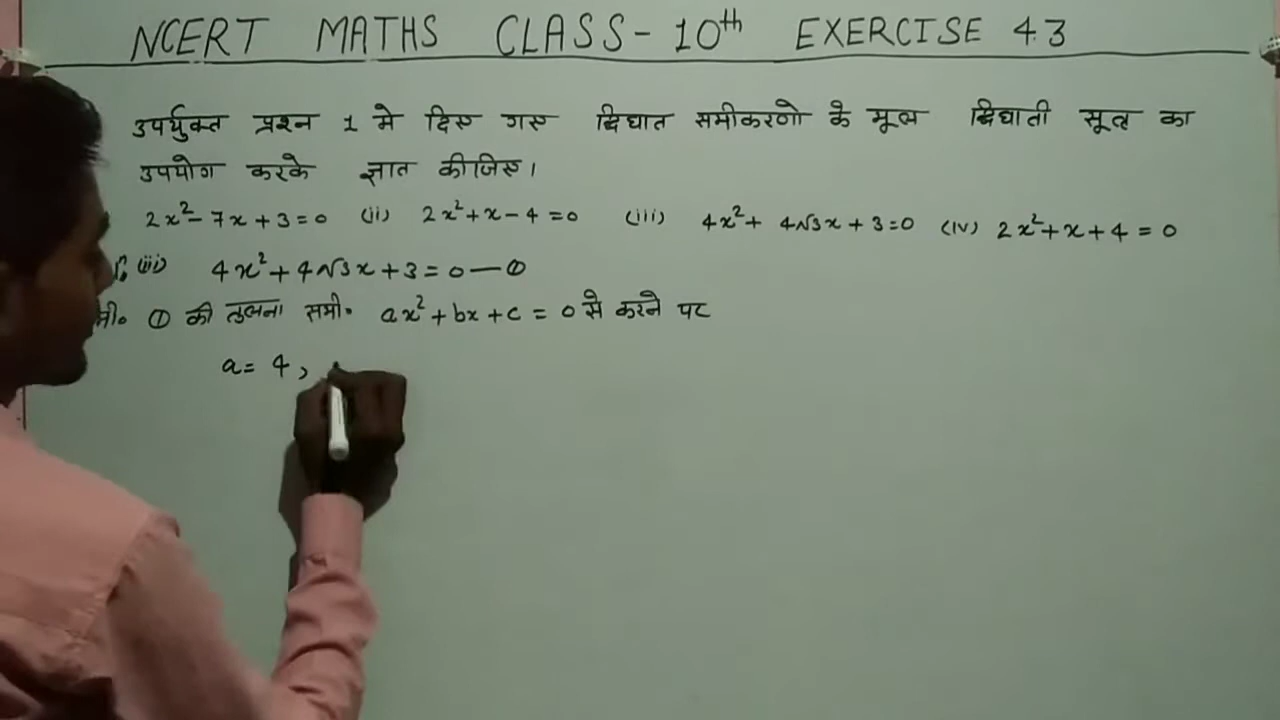 NCERT MATHS CLASS-10th EXERCISE 4.3
उपर्युक्त प्रश्न 1 मे दिए गए द्विघात समीकरणो के मूल द्विघाती सूत्र का
उपयोग करके ज्ञात कीजिए।
2x²-7x+3=0 (ii) 2x²+x-4=0 (iii) 4x²+ 4√3x+3=0 (iv) 2x²+x+4=0
(iii) 4x²+4√3x+3=0—①
① की तुलना समी॰ ax²+bx+c=0 से करने पर
a=4,